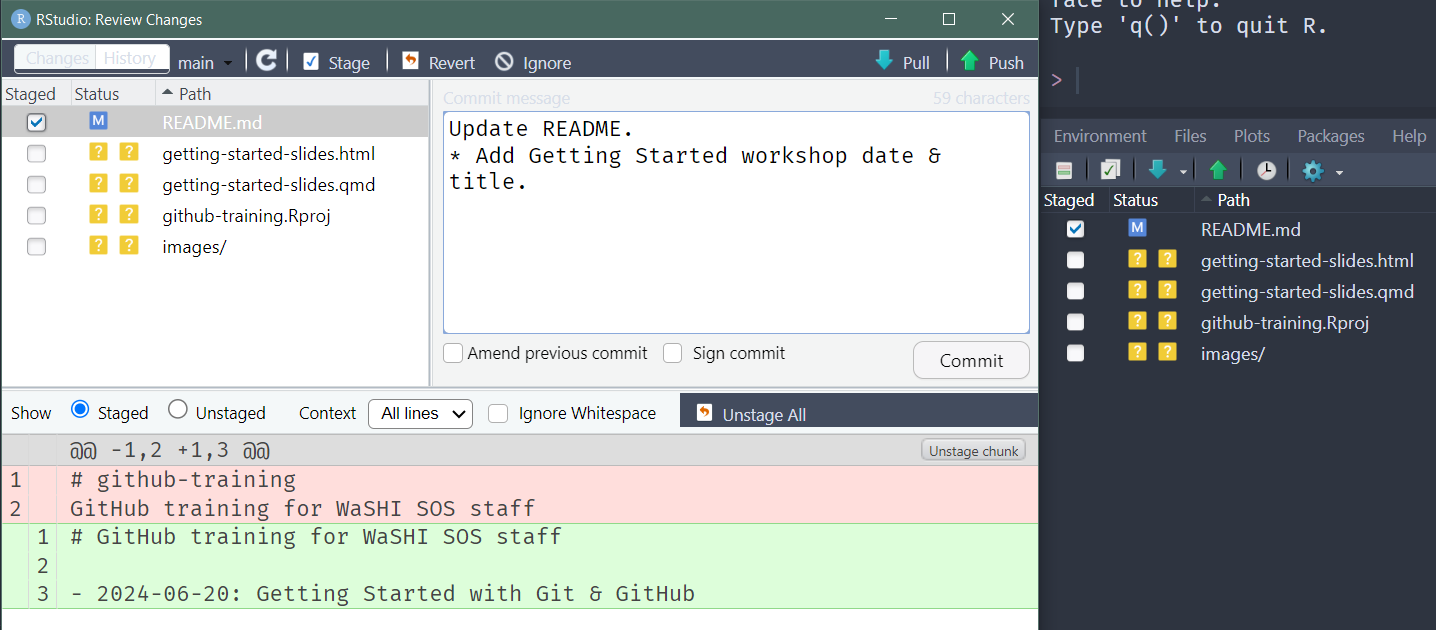 RStudio: Review Changes
Changes History main Stage Revert Ignore Pull Push
Staged Status Path
M README.md
? ? getting-started-slides.html
? ? getting-started-slides.qmd
? ? github-training.Rproj
? ? images/
Commit message 59 characters
Update README.
* Add Getting Started workshop date &
title.
Amend previous commit Sign commit Commit
Show Staged Unstaged Context All lines Ignore Whitespace Unstage All
@@ -1,2 +1,3 @@ Unstage chunk
1 # github-training
2 GitHub training for WaSHI SOS staff
1 # GitHub training for WaSHI SOS staff
2
3 - 2024-06-20: Getting Started with Git & GitHub
face to help.
Type 'q()' to quit R.
>
Environment Files Plots Packages Help
Staged Status Path
M README.md
? ? getting-started-slides.html
? ? getting-started-slides.qmd
? ? github-training.Rproj
? ? images/